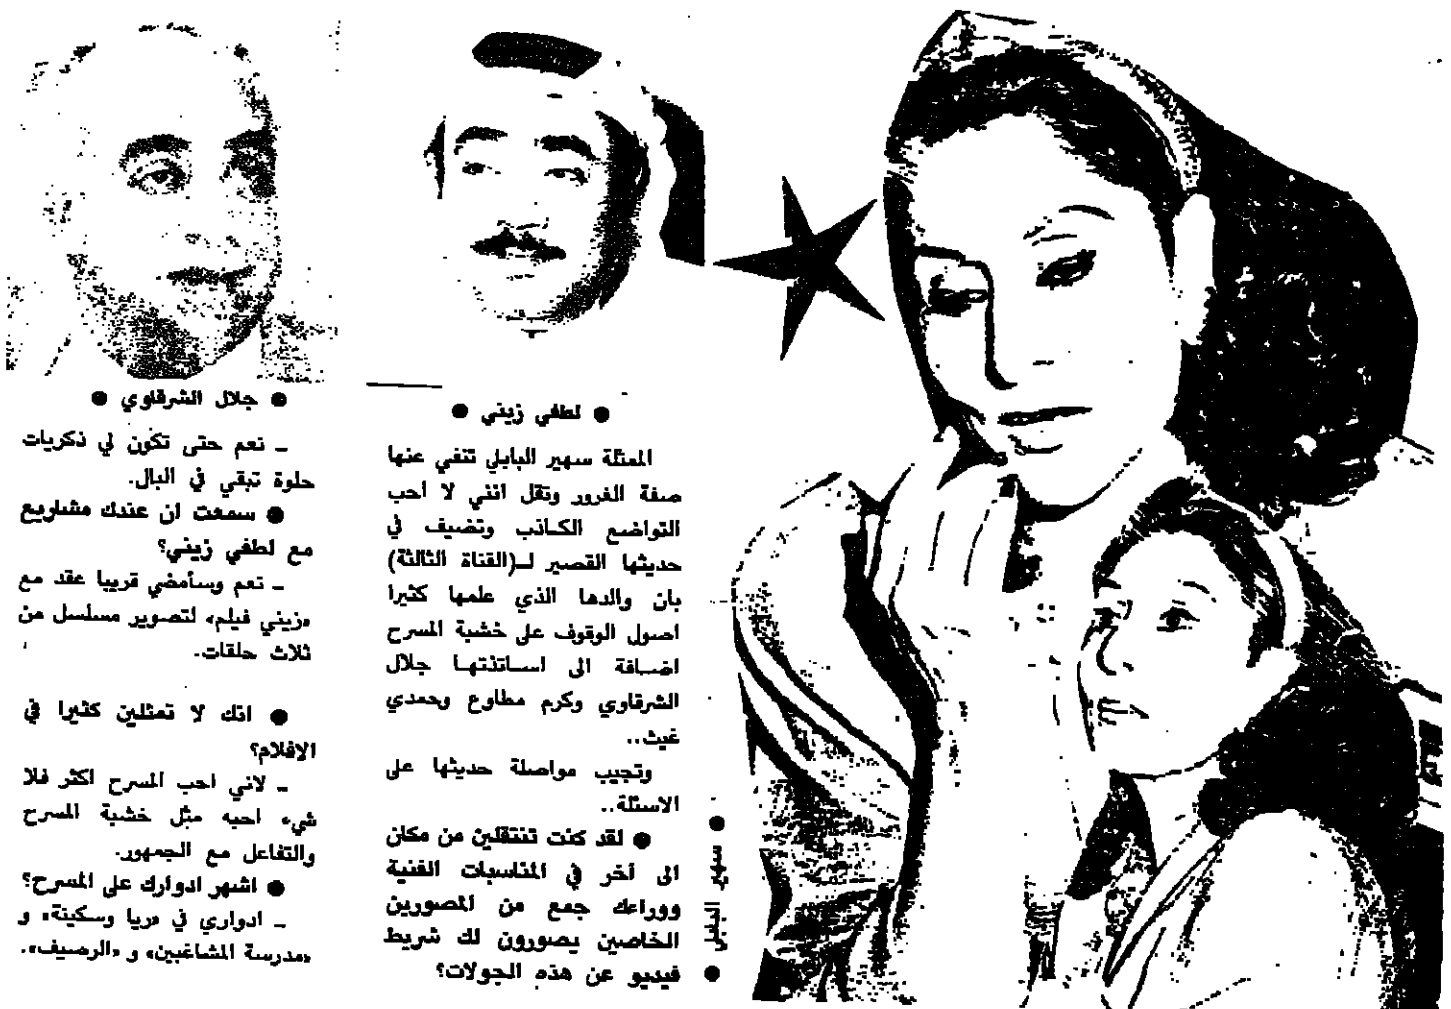 ● لطفي زيني ●
الممثلة سهير البابلي تنفي عنها
صفة الغرور وتقل انني لا أحب
التواضع الكاذب وتضيف في
حديثها القصير لـ(القناة الثالثة)
بان والدها الذي علمها كثيرا
اصول الوقوف على خشبة المسرح
اضافة الى اساتذتها جلال
الشرقاوي وكرم مطاوع وحمدي
غيث..
وتجيب مواصلة حديثها على
الاسئلة..
● لقد كنت تنتقلين من مكان
الى آخر في المناسبات الفنية
ووراءك جمع من المصورين
الخاصين يصورون لك شريط
فيديو عن هذه الجولات؟
● جلال الشرقاوي ●
ـ نعم حتى تكون لي ذكريات
حلوة تبقي في البال.
● سمعت ان عندك مشاريع
مع لطفي زيني؟
ـ نعم وسأمضي قريبا عقد مع
«زيني فيلم» لتصوير مسلسل من
ثلاث حلقات.
● انك لا تمثلين كثيرا في
الافلام؟
ـ لاني احب المسرح اكثر فلا
شيء احبه مثل خشبة المسرح
والتفاعل مع الجمهور.
● اشهر ادوارك على المسرح؟
ـ ادواري في «ريا وسكينة» و
«مدرسة المشاغبين» و «الرصيف».
● سهير البابلي ●